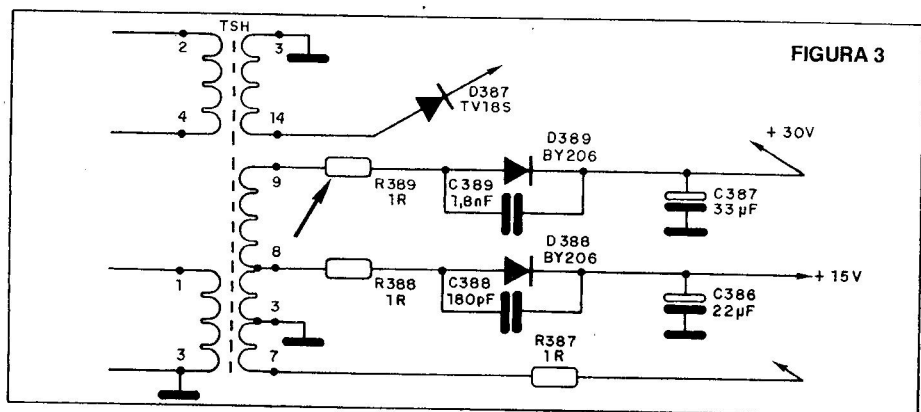 TSH
FIGURA 3
2
3
D387
TV18S
4
14
D389
BY206
+ 30V
9
R389
1R
C389
1,8nF
C387
33µF
8
D388
BY206
1
R388
1R
C388
180pF
+ 15V
C386
22µF
3
3
7
R387
1R